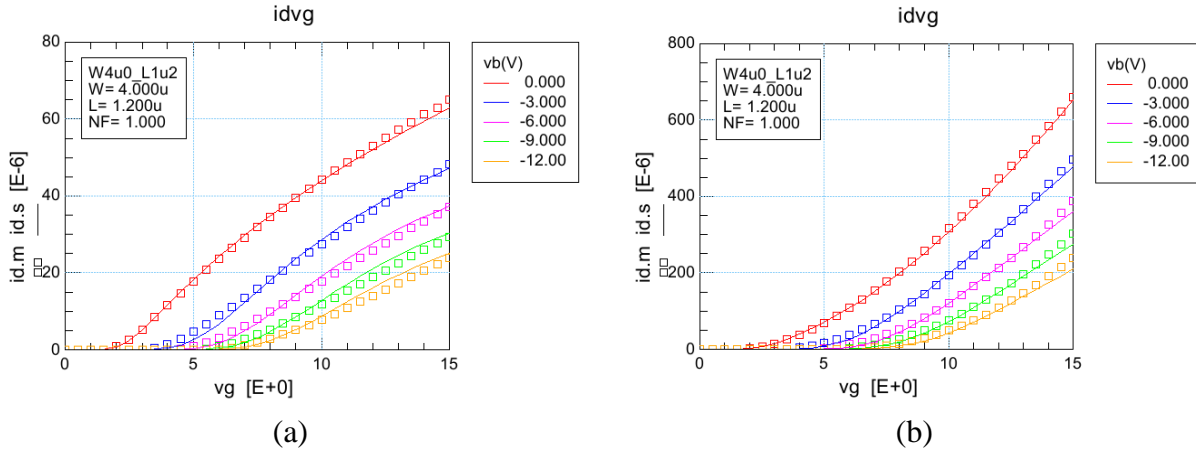 idvg
80
60
40
20
0
id.m id.s [E-6]
W4u0_L1u2
W= 4.000u
L= 1.200u
NF= 1.000
0 5 10 15
vg [E+0]
vb(V)
0.000
-3.000
-6.000
-9.000
-12.00
(a)
idvg
800
600
400
200
0
id.m id.s [E-6]
W4u0_L1u2
W= 4.000u
L= 1.200u
NF= 1.000
0 5 10 15
vg [E+0]
vb(V)
0.000
-3.000
-6.000
-9.000
-12.00
(b)